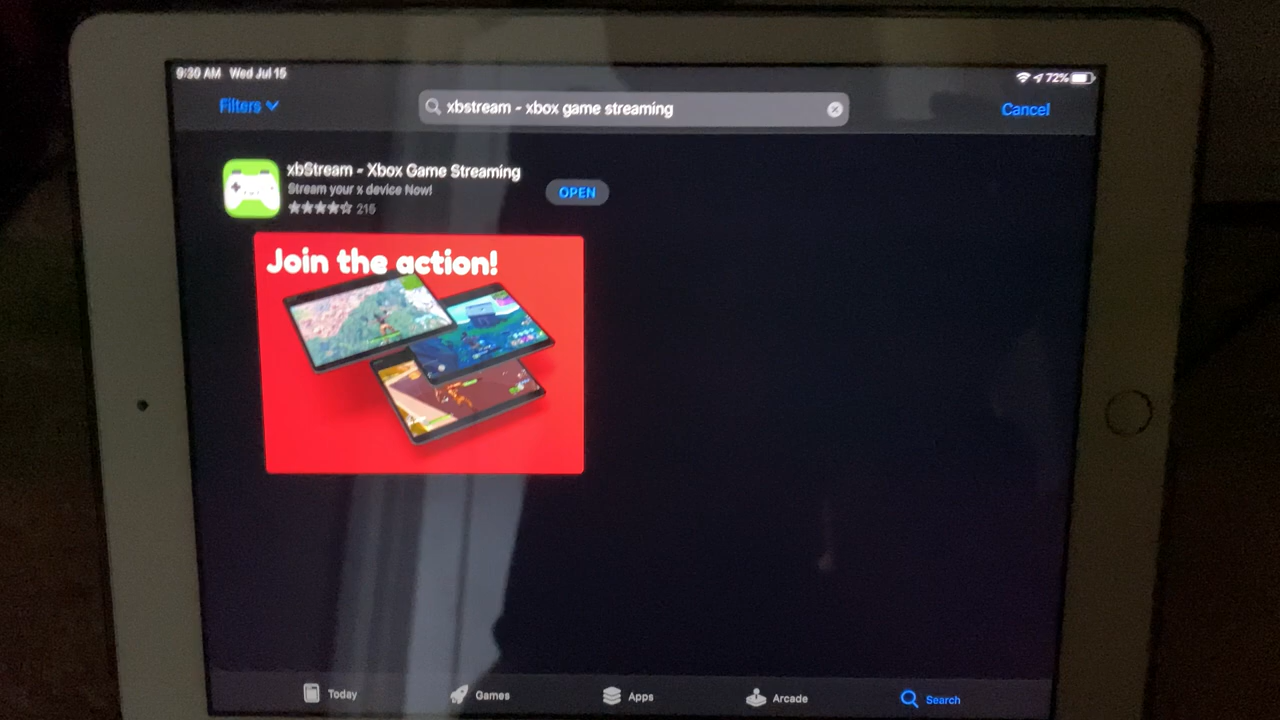 9:30 AM Wed Jul 15
72%
Filters
xbstream - xbox game streaming
Cancel
xbStream - Xbox Game Streaming
Stream your x device Now!
215
OPEN
Join the action!
Today
Games
Apps
Arcade
Search